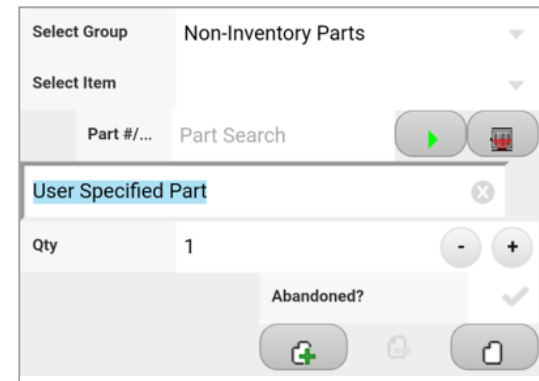 Select Group Non-Inventory Parts
Select Item
Part #/... Part Search
User Specified Part
Qty 1 - +
Abandoned?